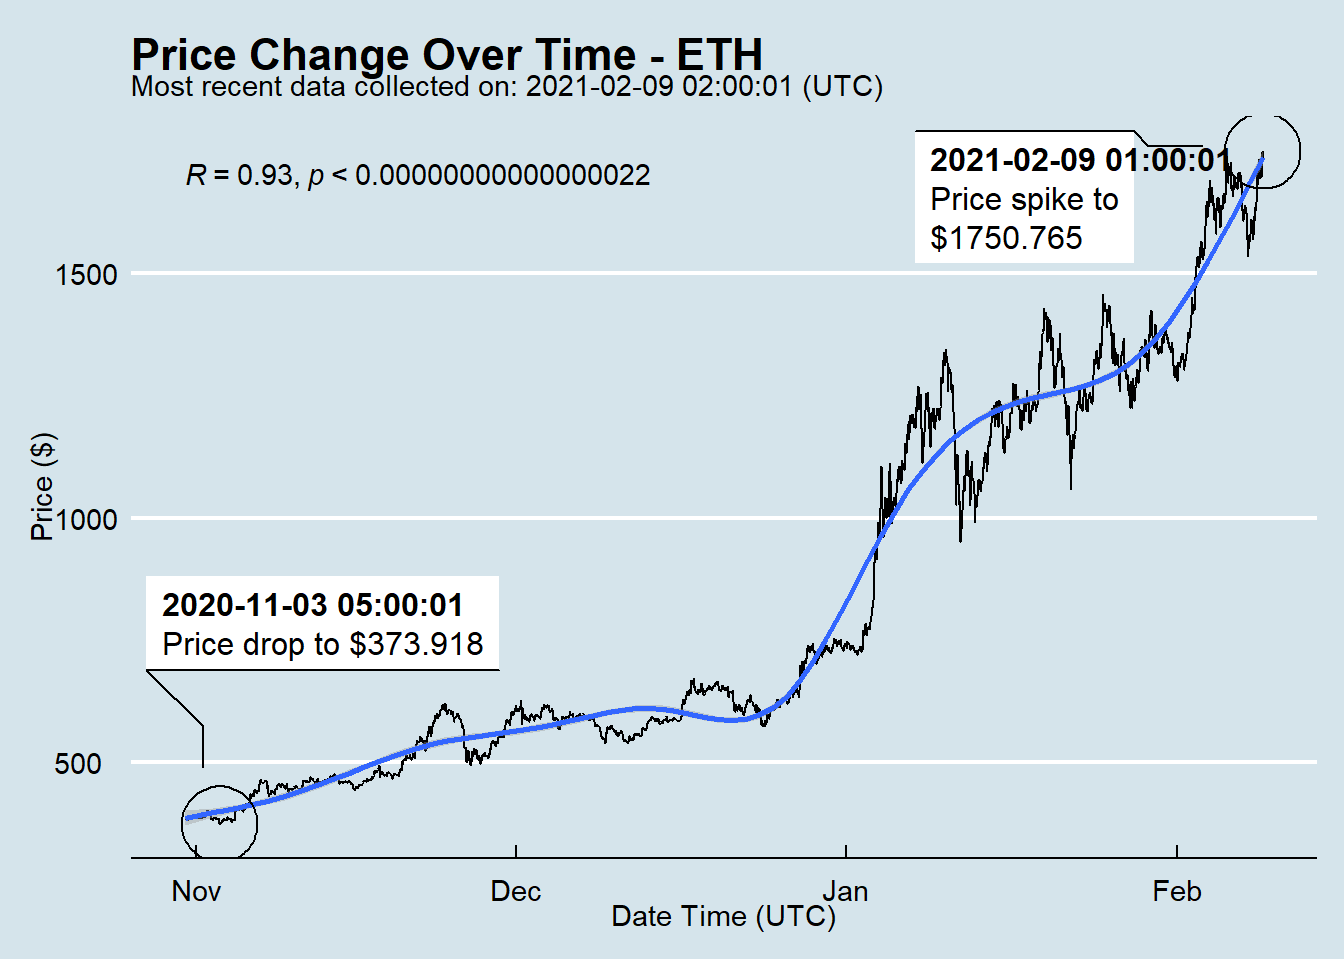 Price Change Over Time - ETH
Most recent data collected on: 2021-02-09 02:00:01 (UTC)
R = 0.93, p < 0.00000000000000022
2021-02-09 01:00:01
Price spike to
$1750.765
1500
1000
500
Price ($)
2020-11-03 05:00:01
Price drop to $373.918
Nov
Dec
Jan
Feb
Date Time (UTC)